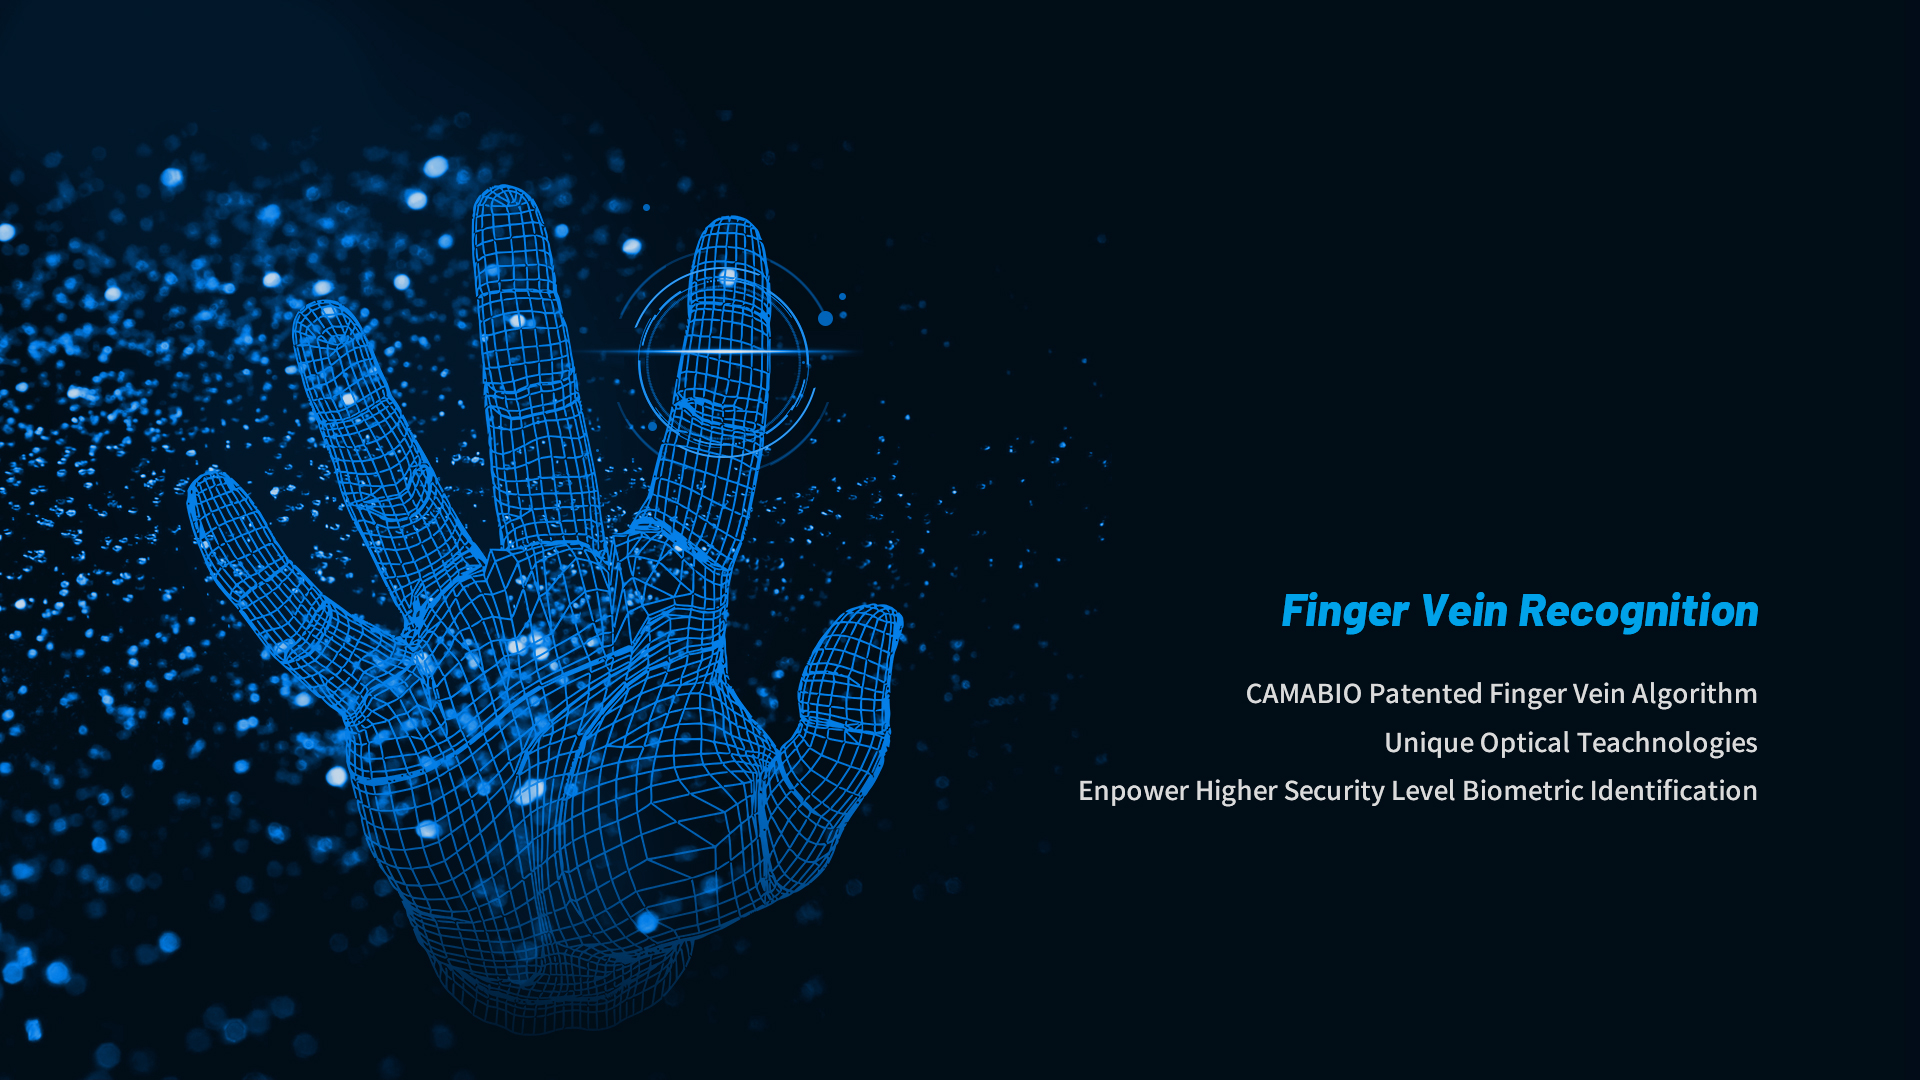 Finger Vein Recognition
CAMABIO Patented Finger Vein Algorithm
Unique Optical Teachnologies
Enpower Higher Security Level Biometric Identification